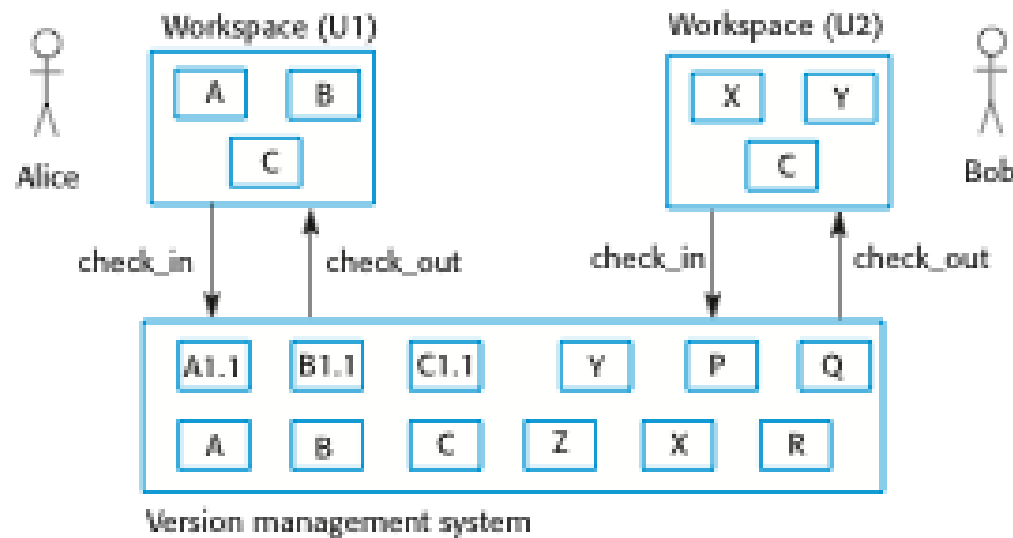 Workspace (U1)
Workspace (U2)
A B
X Y
C
C
Alice
Bob
check_in check_out
check_in check_out
A1.1 B1.1 C1.1 Y P Q
A B C Z X R
Version management system